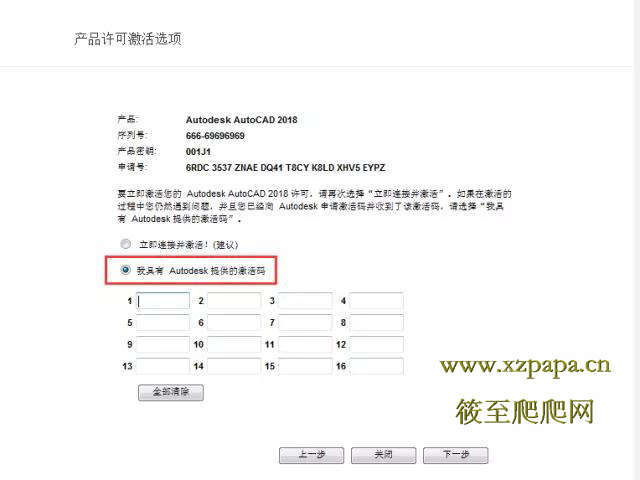 产品许可激活选项
产品: Autodesk AutoCAD 2018
序列号: 666-69696969
产品密钥: 001J1
申请号: 6RDC 3537 ZNAE DQ41 T8CY K8LD XHV5 EYPZ
要立即激活您的 Autodesk AutoCAD 2018 许可，请再次选择“立即连接并激活”。如果在激活的
过程中您仍然遇到问题，并且您已经向 Autodesk 申请激活码并收到了该激活码，请选择“我具
有 Autodesk 提供的激活码”。
立即连接并激活! (建议)
我具有 Autodesk 提供的激活码
1 2 3 4
5 6 7 8
9 10 11 12
13 14 15 16
全部清除
www.xzpapa.cn
筱至爬爬网
上一步 关闭 下一步